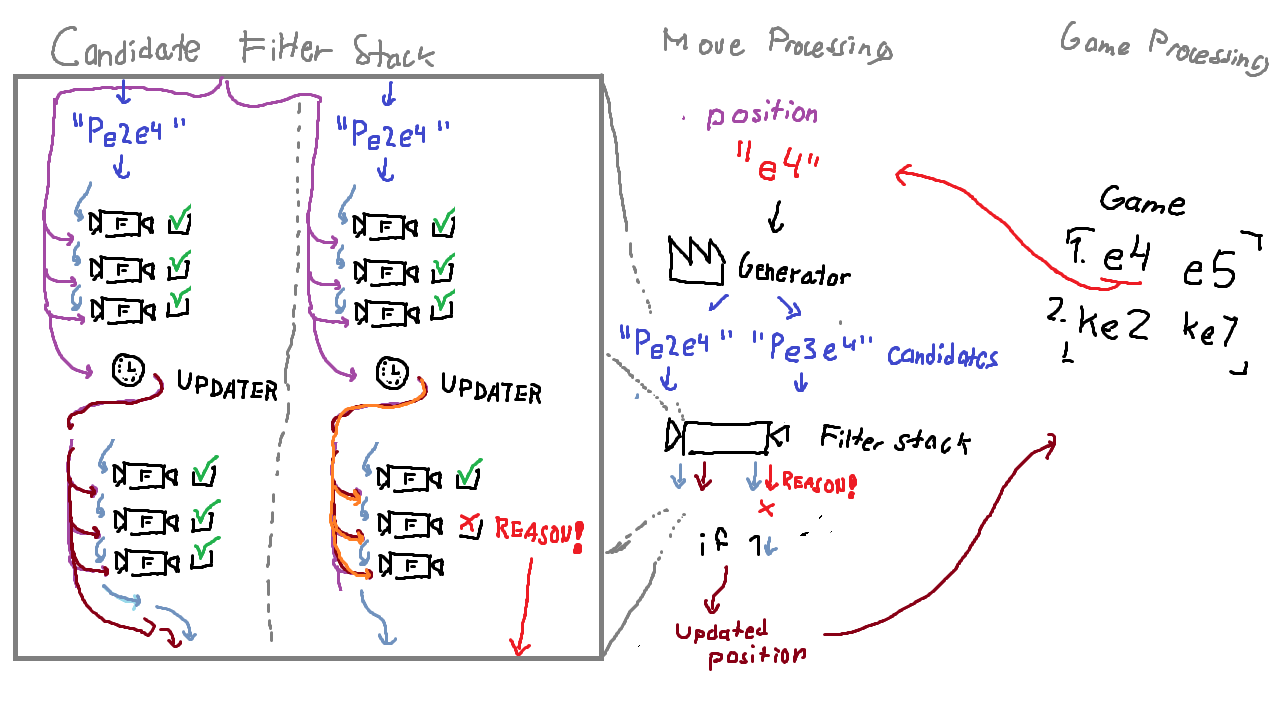 Candidate Filter Stack
"Pe2e4" "Pe2e4"
F F
F F
F F
UPDATER UPDATER
F F
F F REASON!
F F
Move Processing
position
"e4"
Generator
"Pe2e4" "Pe3e4" candidates
Filter stack
REASON!
if 1
Updated
position
Game Processing
Game
1. e4 e5
2. ke2 ke7